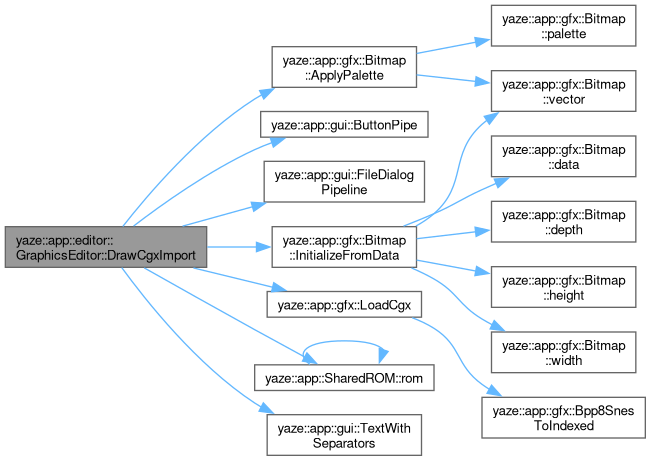 yaze::app::editor::
GraphicsEditor::DrawCgxImport
yaze::app::gfx::Bitmap
::ApplyPalette
yaze::app::gui::ButtonPipe
yaze::app::gui::FileDialog
Pipeline
yaze::app::gfx::Bitmap
::InitializeFromData
yaze::app::gfx::LoadCgx
yaze::app::SharedROM::rom
yaze::app::gui::TextWith
Separators
yaze::app::gfx::Bitmap
::palette
yaze::app::gfx::Bitmap
::vector
yaze::app::gfx::Bitmap
::data
yaze::app::gfx::Bitmap
::depth
yaze::app::gfx::Bitmap
::height
yaze::app::gfx::Bitmap
::width
yaze::app::gfx::Bpp8Snes
ToIndexed